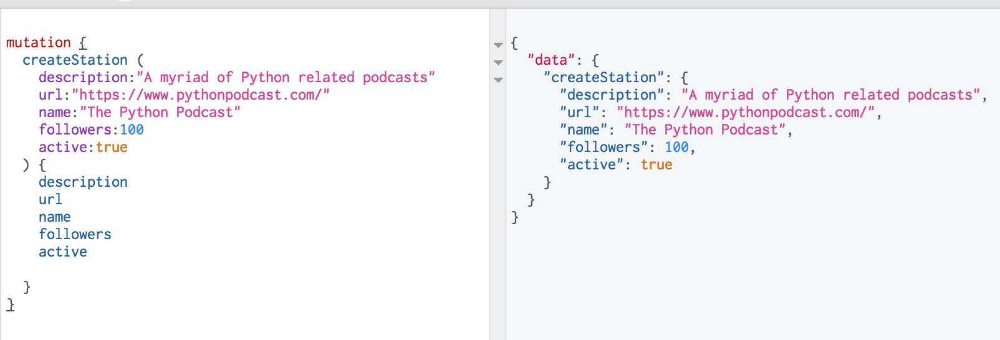 mutation {
  createStation (
    description:"A myriad of Python related podcasts"
    url:"https://www.pythonpodcast.com/"
    name:"The Python Podcast"
    followers:100
    active:true
  ) {
    description
    url
    name
    followers
    active
  }
}
{
  "data": {
    "createStation": {
      "description": "A myriad of Python related podcasts",
      "url": "https://www.pythonpodcast.com/",
      "name": "The Python Podcast",
      "followers": 100,
      "active": true
    }
  }
}